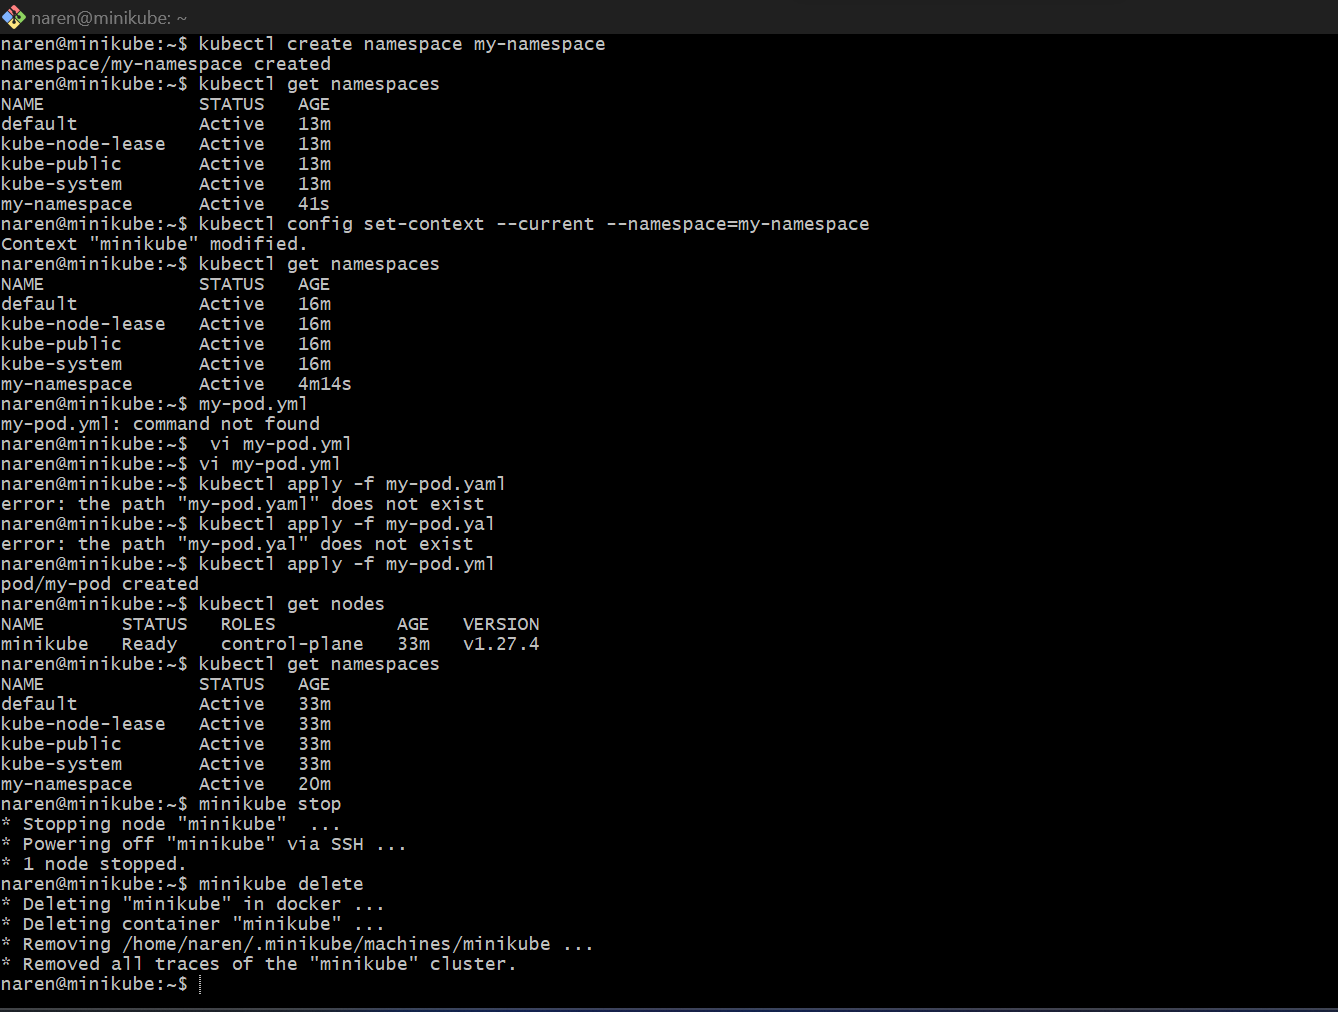 naren@minikube: ~
naren@minikube:~$ kubectl create namespace my-namespace
namespace/my-namespace created
naren@minikube:~$ kubectl get namespaces
NAME              STATUS   AGE
default           Active   13m
kube-node-lease   Active   13m
kube-public       Active   13m
kube-system       Active   13m
my-namespace      Active   41s
naren@minikube:~$ kubectl config set-context --current --namespace=my-namespace
Context "minikube" modified.
naren@minikube:~$ kubectl get namespaces
NAME              STATUS   AGE
default           Active   16m
kube-node-lease   Active   16m
kube-public       Active   16m
kube-system       Active   16m
my-namespace      Active   4m14s
naren@minikube:~$ my-pod.yml
my-pod.yml: command not found
naren@minikube:~$  vi my-pod.yml
naren@minikube:~$ vi my-pod.yml
naren@minikube:~$ kubectl apply -f my-pod.yaml
error: the path "my-pod.yaml" does not exist
naren@minikube:~$ kubectl apply -f my-pod.yal
error: the path "my-pod.yal" does not exist
naren@minikube:~$ kubectl apply -f my-pod.yml
pod/my-pod created
naren@minikube:~$ kubectl get nodes
NAME       STATUS   ROLES           AGE   VERSION
minikube   Ready    control-plane   33m   v1.27.4
naren@minikube:~$ kubectl get namespaces
NAME              STATUS   AGE
default           Active   33m
kube-node-lease   Active   33m
kube-public       Active   33m
kube-system       Active   33m
my-namespace      Active   20m
naren@minikube:~$ minikube stop
* Stopping node "minikube"  ...
* Powering off "minikube" via SSH ...
* 1 node stopped.
naren@minikube:~$ minikube delete
* Deleting "minikube" in docker ...
* Deleting container "minikube" ...
* Removing /home/naren/.minikube/machines/minikube ...
* Removed all traces of the "minikube" cluster.
naren@minikube:~$